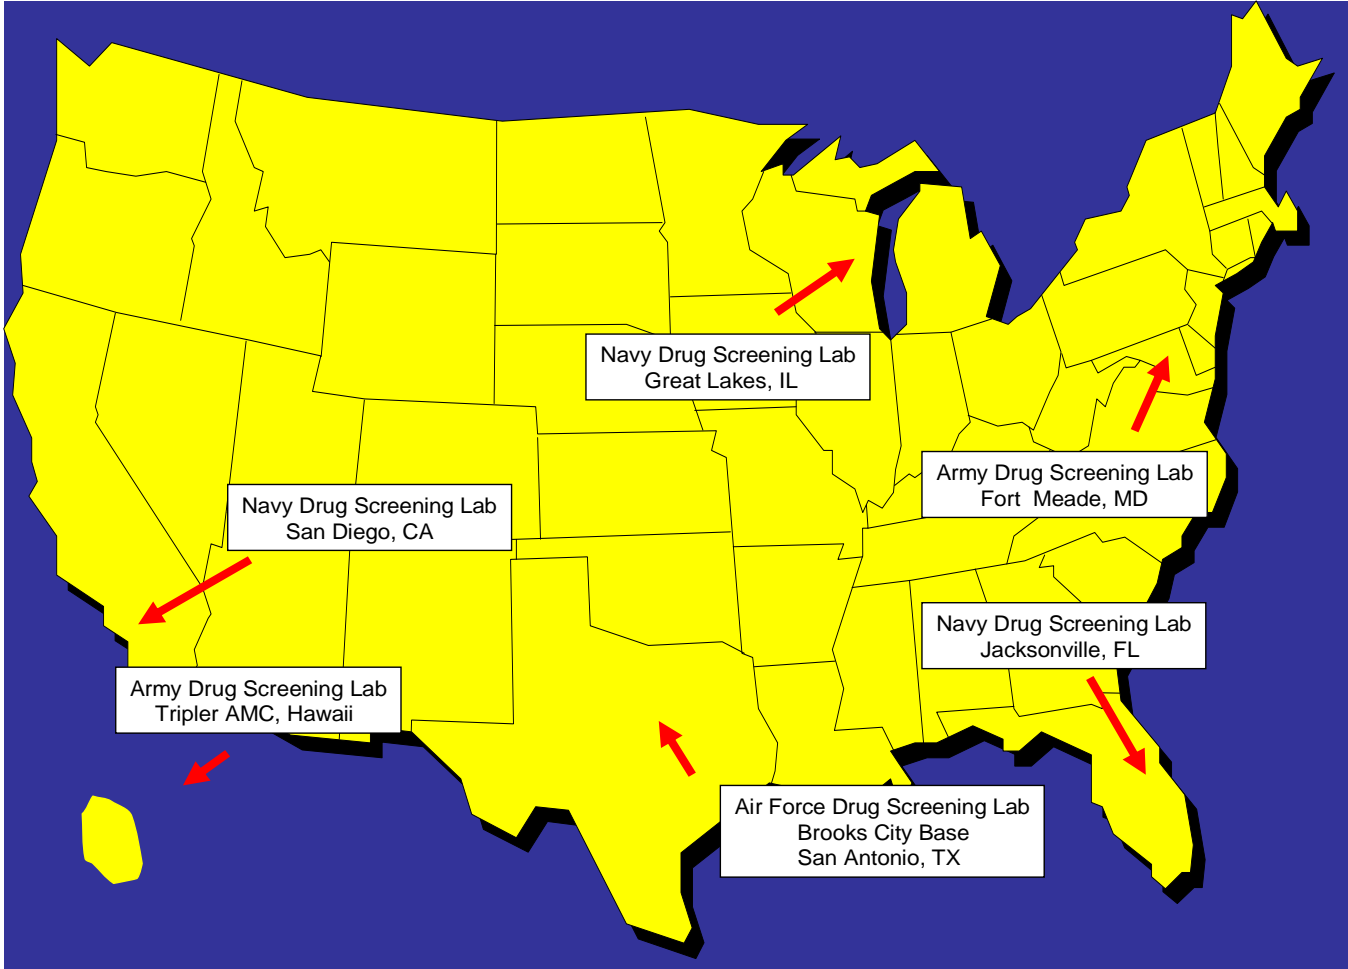 Navy Drug Screening Lab
Great Lakes, IL
Army Drug Screening Lab
Fort Meade, MD
Navy Drug Screening Lab
San Diego, CA
Navy Drug Screening Lab
Jacksonville, FL
Army Drug Screening Lab
Tripler AMC, Hawaii
Air Force Drug Screening Lab
Brooks City Base
San Antonio, TX